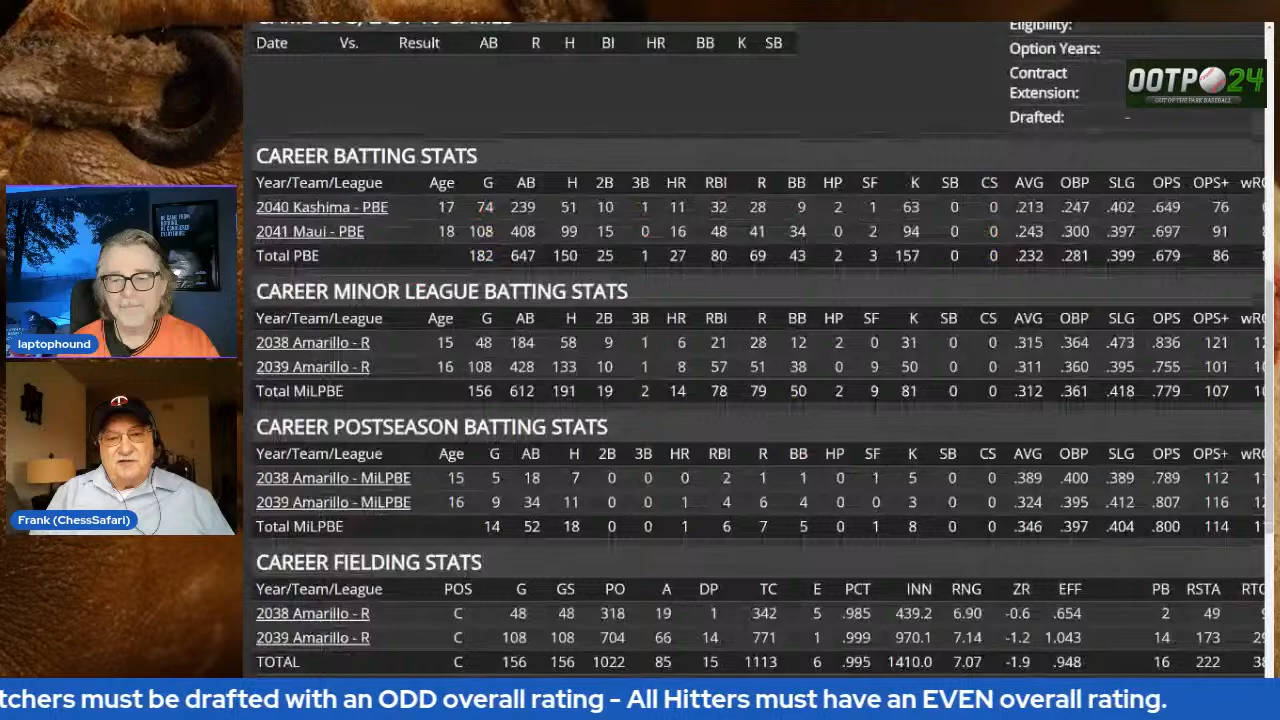 GAME LOG, LAST 10 GAMES
Date Vs. Result AB R H BI HR BB K SB
Eligibility:
Option Years:
Contract
Extension:
Drafted: -
OOTP 24
OUT OF THE PARK BASEBALL
CAREER BATTING STATS
Year/Team/League Age G AB H 2B 3B HR RBI R BB HP SF K SB CS AVG OBP SLG OPS OPS+ wRC
2040 Kashima - PBE 17 74 239 51 10 1 11 32 28 9 2 1 63 0 0 .213 .247 .402 .649 76
2041 Maui - PBE 18 108 408 99 15 0 16 48 41 34 0 2 94 0 0 .243 .300 .397 .697 91
Total PBE 182 647 150 25 1 27 80 69 43 2 3 157 0 0 .232 .281 .399 .679 86
CAREER MINOR LEAGUE BATTING STATS
Year/Team/League Age G AB H 2B 3B HR RBI R BB HP SF K SB CS AVG OBP SLG OPS OPS+ wRC
2038 Amarillo - R 15 48 184 58 9 1 6 21 28 12 2 0 31 0 0 .315 .364 .473 .836 121
2039 Amarillo - R 16 108 428 133 10 1 8 57 51 38 0 9 50 0 0 .311 .360 .395 .755 101
Total MiLPBE 156 612 191 19 2 14 78 79 50 2 9 81 0 0 .312 .361 .418 .779 107
CAREER POSTSEASON BATTING STATS
Year/Team/League Age G AB H 2B 3B HR RBI R BB HP SF K SB CS AVG OBP SLG OPS OPS+ wRC
2038 Amarillo - MiLPBE 15 5 18 7 0 0 0 2 1 1 0 1 5 0 0 .389 .400 .389 .789 112
2039 Amarillo - MiLPBE 16 9 34 11 0 0 1 4 6 4 0 0 3 0 0 .324 .395 .412 .807 116
Total MiLPBE 14 52 18 0 0 1 6 7 5 0 1 8 0 0 .346 .397 .404 .800 114
CAREER FIELDING STATS
Year/Team/League POS G GS PO A DP TC E PCT INN RNG ZR EFF PB RSTA RTO
2038 Amarillo - R C 48 48 318 19 1 342 5 .985 439.2 6.90 -0.6 .654 2 49
2039 Amarillo - R C 108 108 704 66 14 771 1 .999 970.1 7.14 -1.2 1.043 14 173
TOTAL C 156 156 1022 85 15 1113 6 .995 1410.0 7.07 -1.9 .948 16 222
laptophound
Frank (ChessSafari)
tchers must be drafted with an ODD overall rating - All Hitters must have an EVEN overall rating.